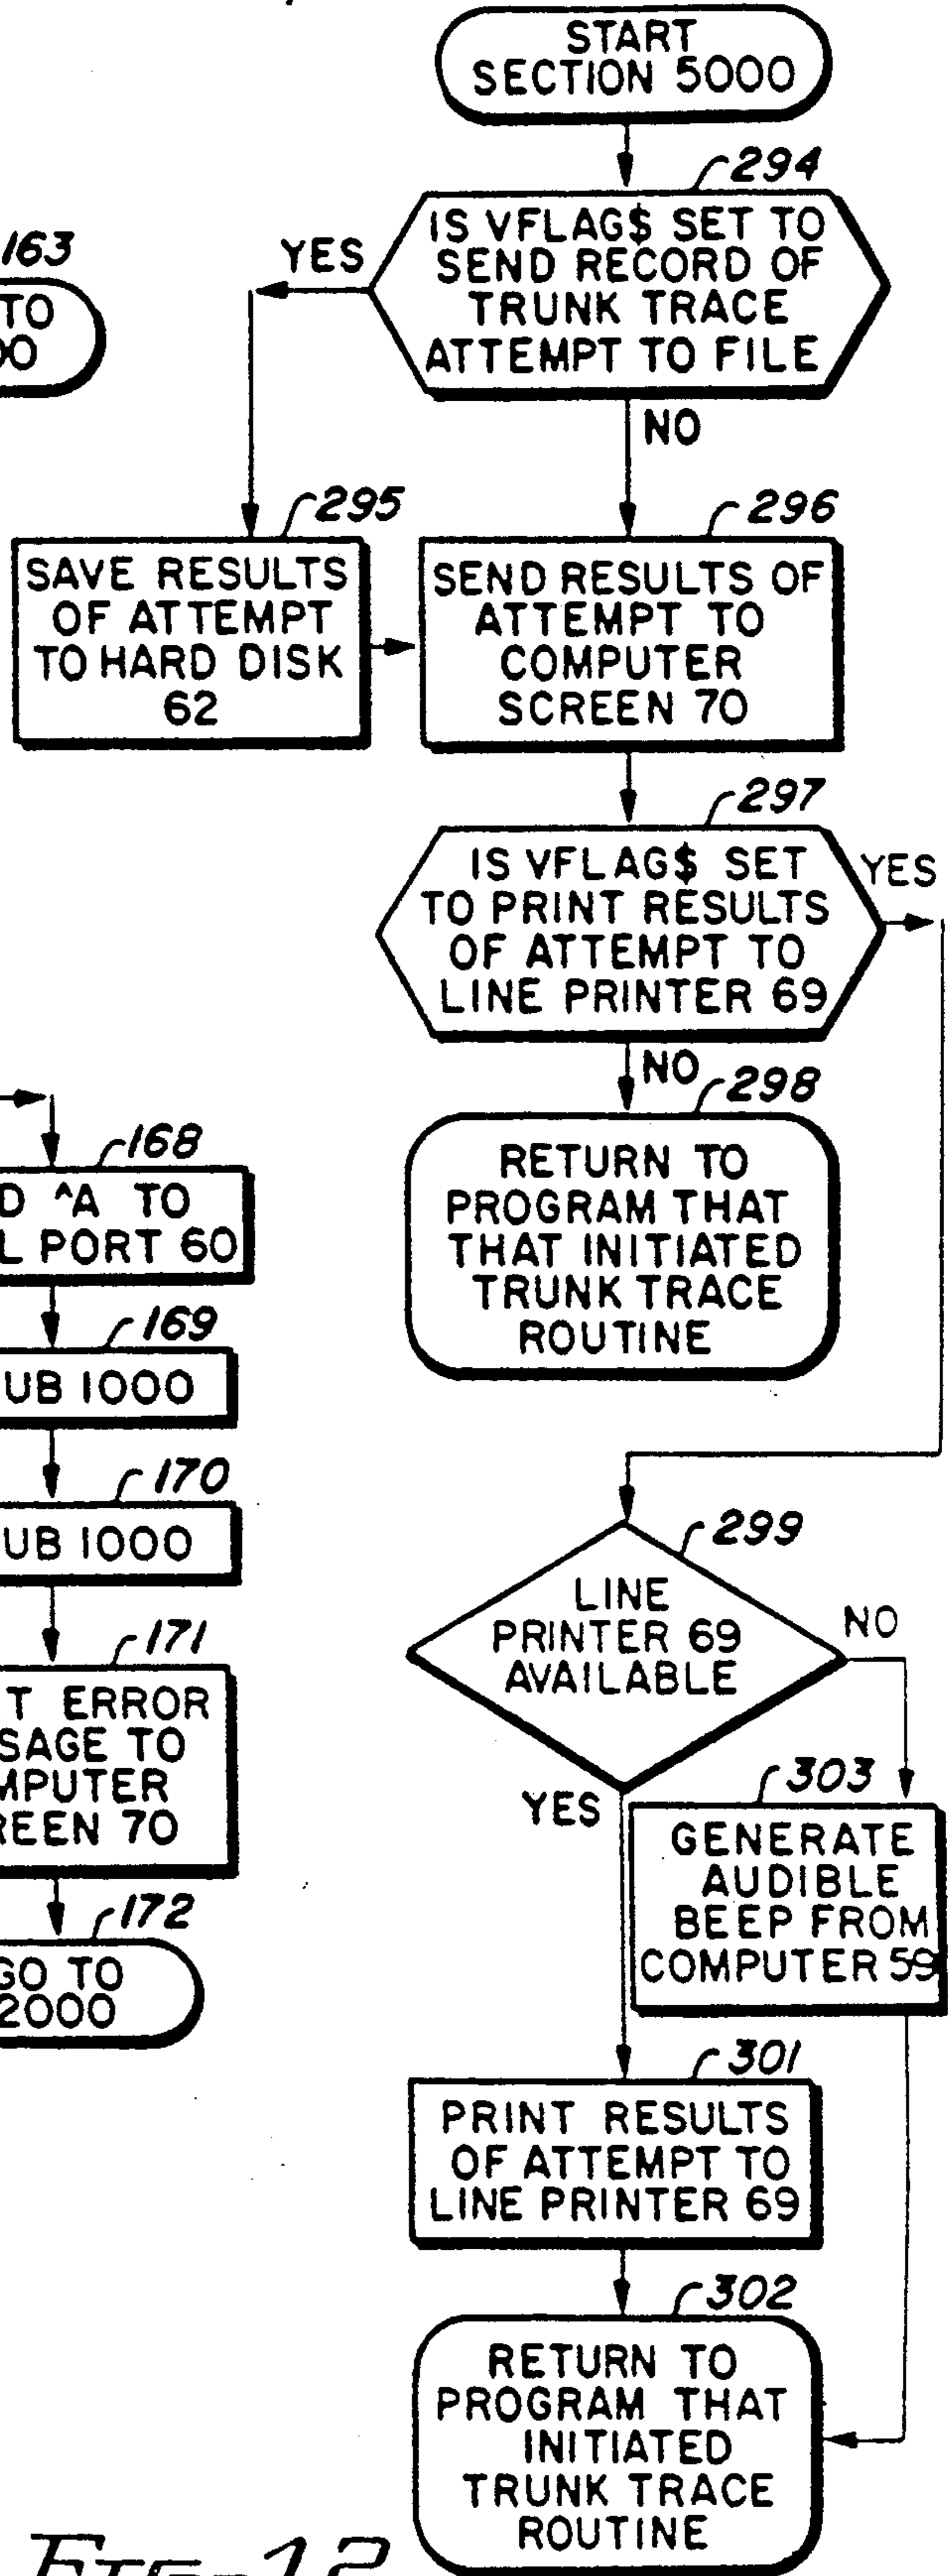 START
SECTION 5000
294
IS VFLAG$ SET TO
SEND RECORD OF
TRUNK TRACE
ATTEMPT TO FILE
YES
NO
163
TO
295
SAVE RESULTS
OF ATTEMPT
TO HARD DISK
62
296
SEND RESULTS OF
ATTEMPT TO
COMPUTER
SCREEN 70
297
IS VFLAG$ SET
TO PRINT RESULTS
OF ATTEMPT TO
LINE PRINTER 69
YES
NO
298
RETURN TO
PROGRAM THAT
THAT INITIATED
TRUNK TRACE
ROUTINE
168
^A TO
PORT 60
169
UB 1000
170
UB 1000
171
T ERROR
SAGE TO
MPUTER
REEN 70
172
GO TO
2000
299
LINE
PRINTER 69
AVAILABLE
NO
YES
303
GENERATE
AUDIBLE
BEEP FROM
COMPUTER 59
301
PRINT RESULTS
OF ATTEMPT TO
LINE PRINTER 69
302
RETURN TO
PROGRAM THAT
INITIATED
TRUNK TRACE
ROUTINE
FIG. 12